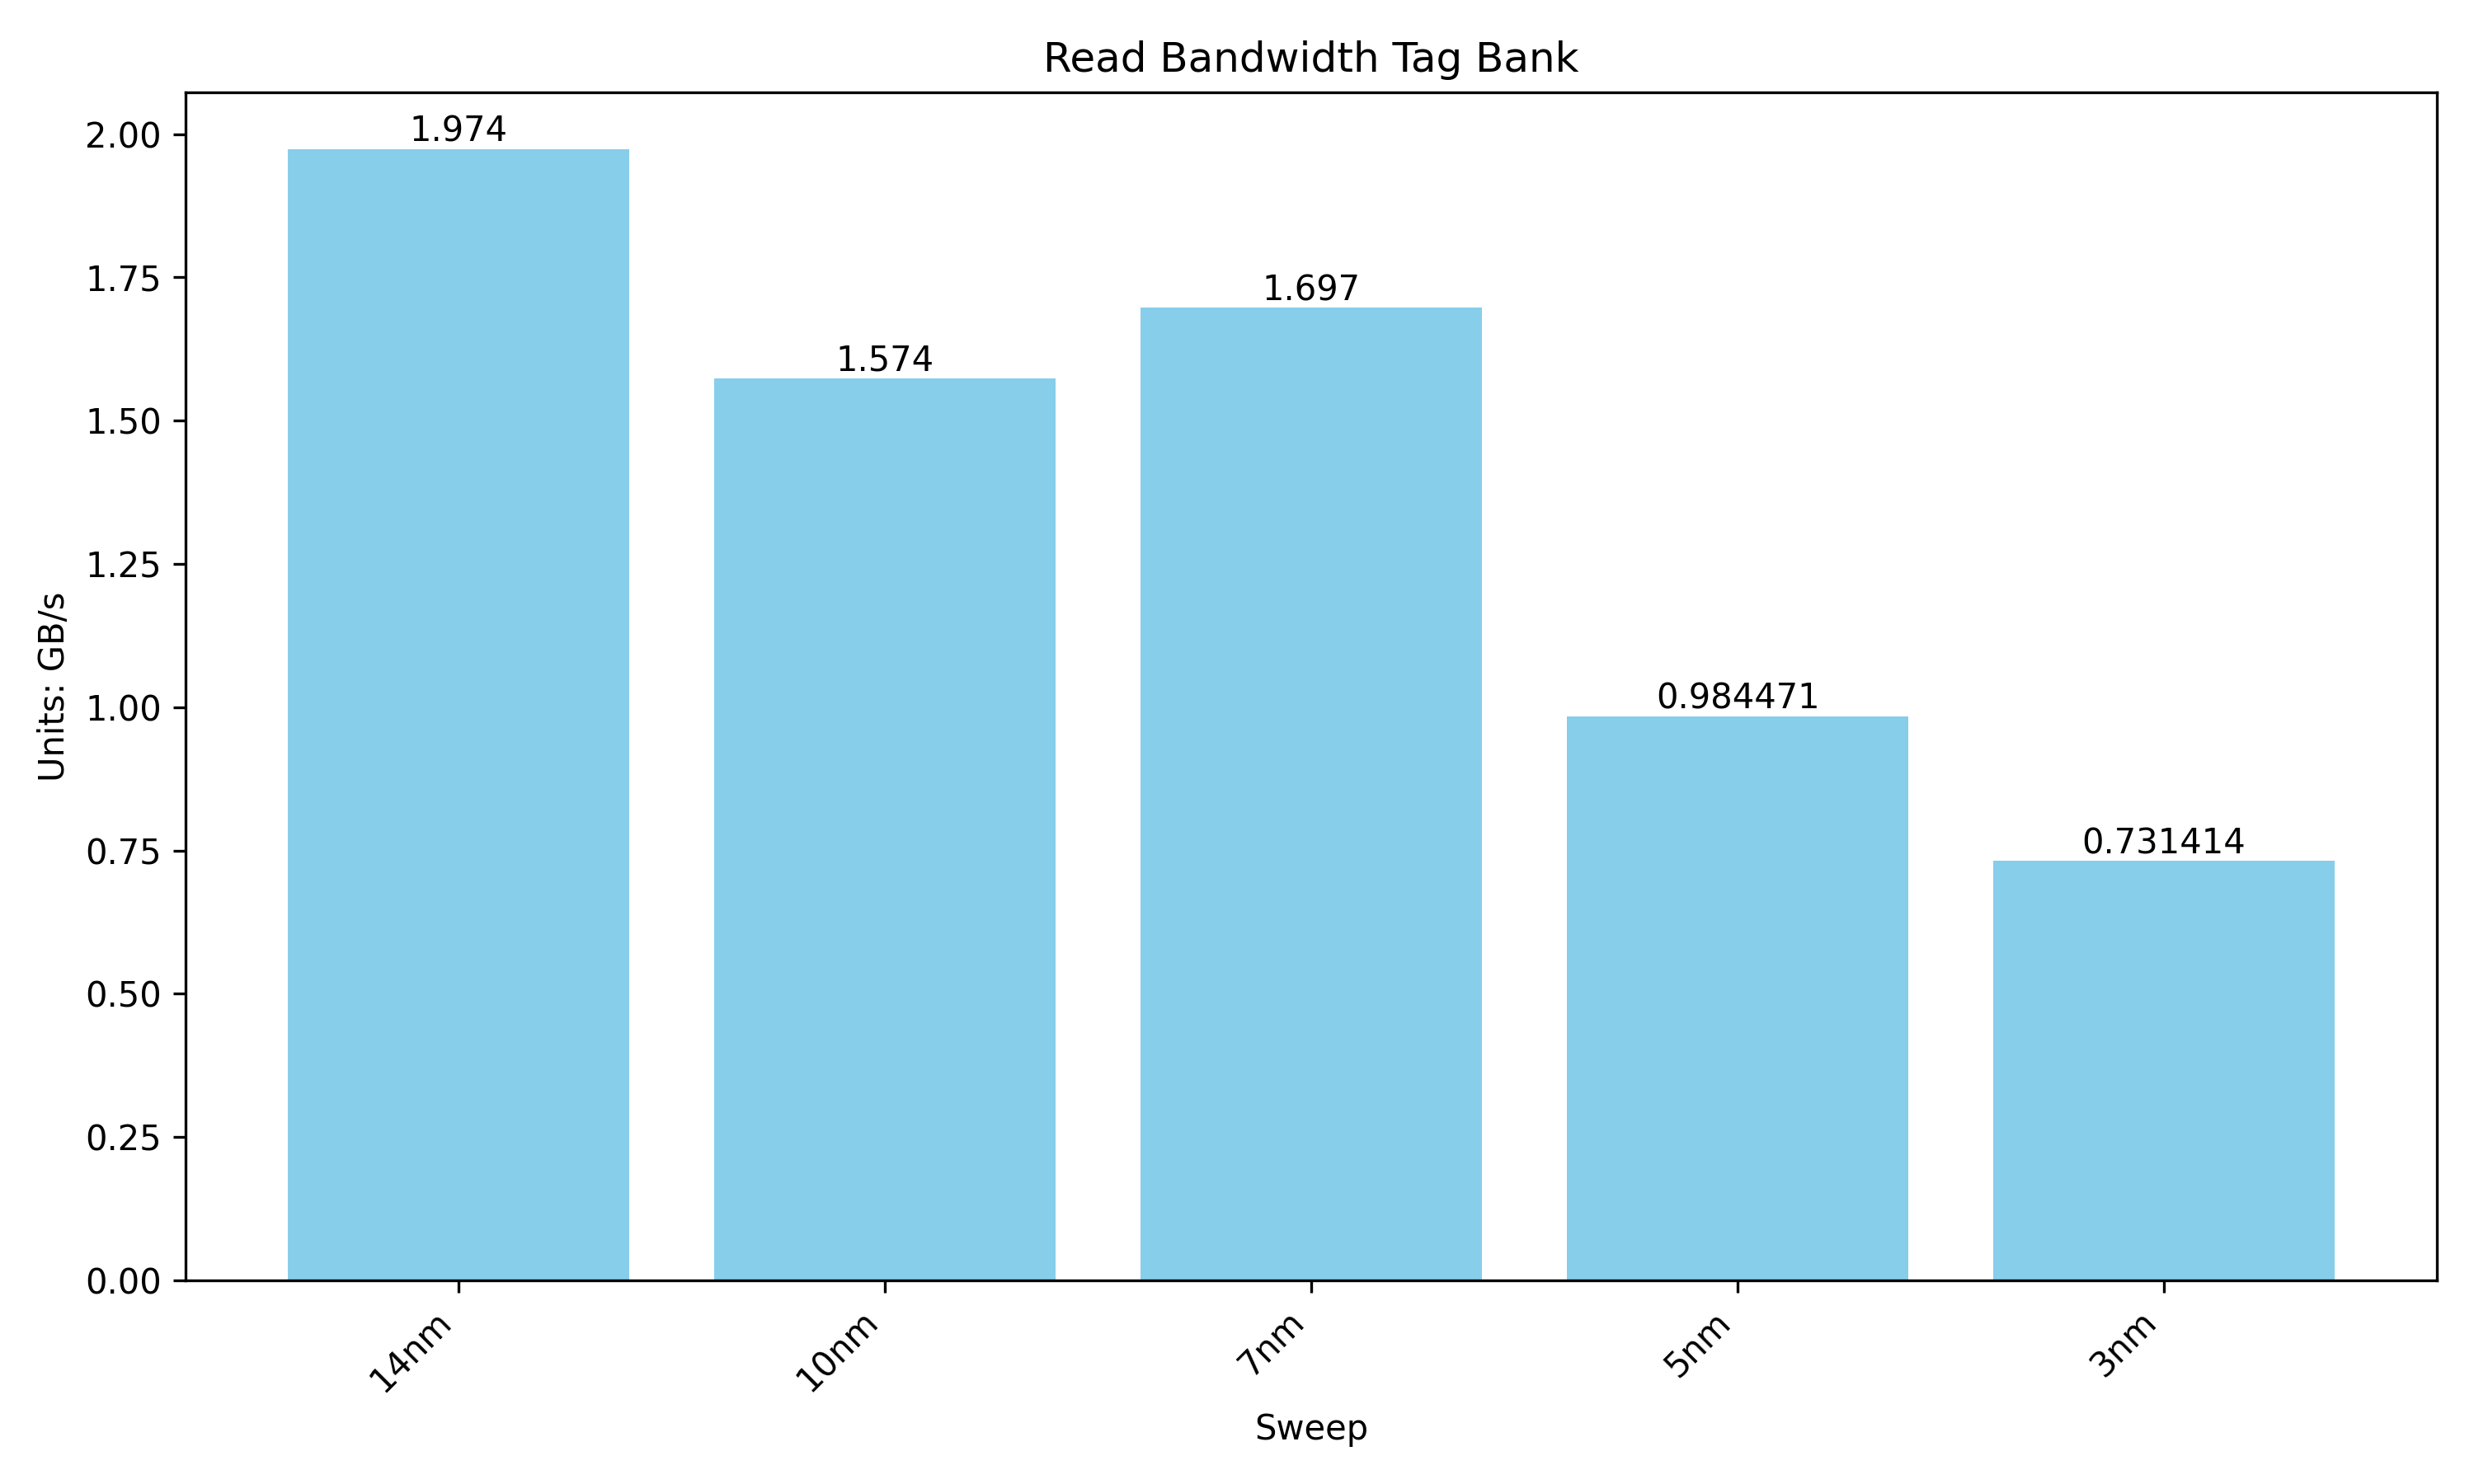 Read Bandwidth Tag Bank
Units: GB/s
2.00
1.75
1.50
1.25
1.00
0.75
0.50
0.25
0.00
1.974
1.574
1.697
0.984471
0.731414
14nm
10nm
7nm
5nm
3nm
Sweep